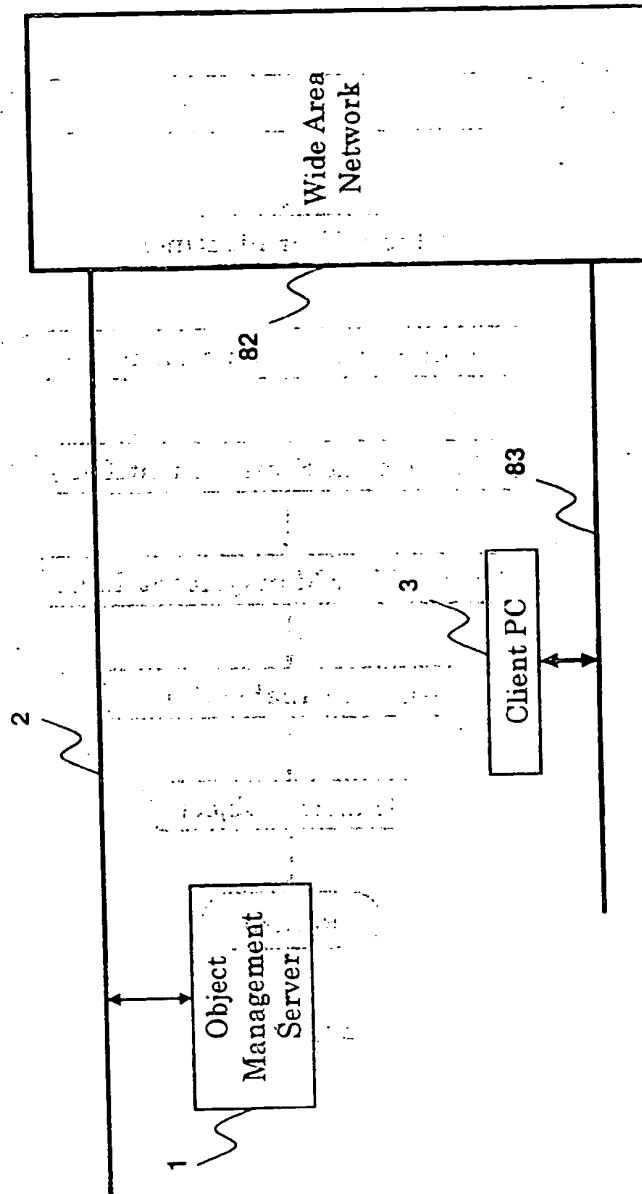 2
1
Object
Management
Server
3
Client PC
83
82
Wide Area
Network